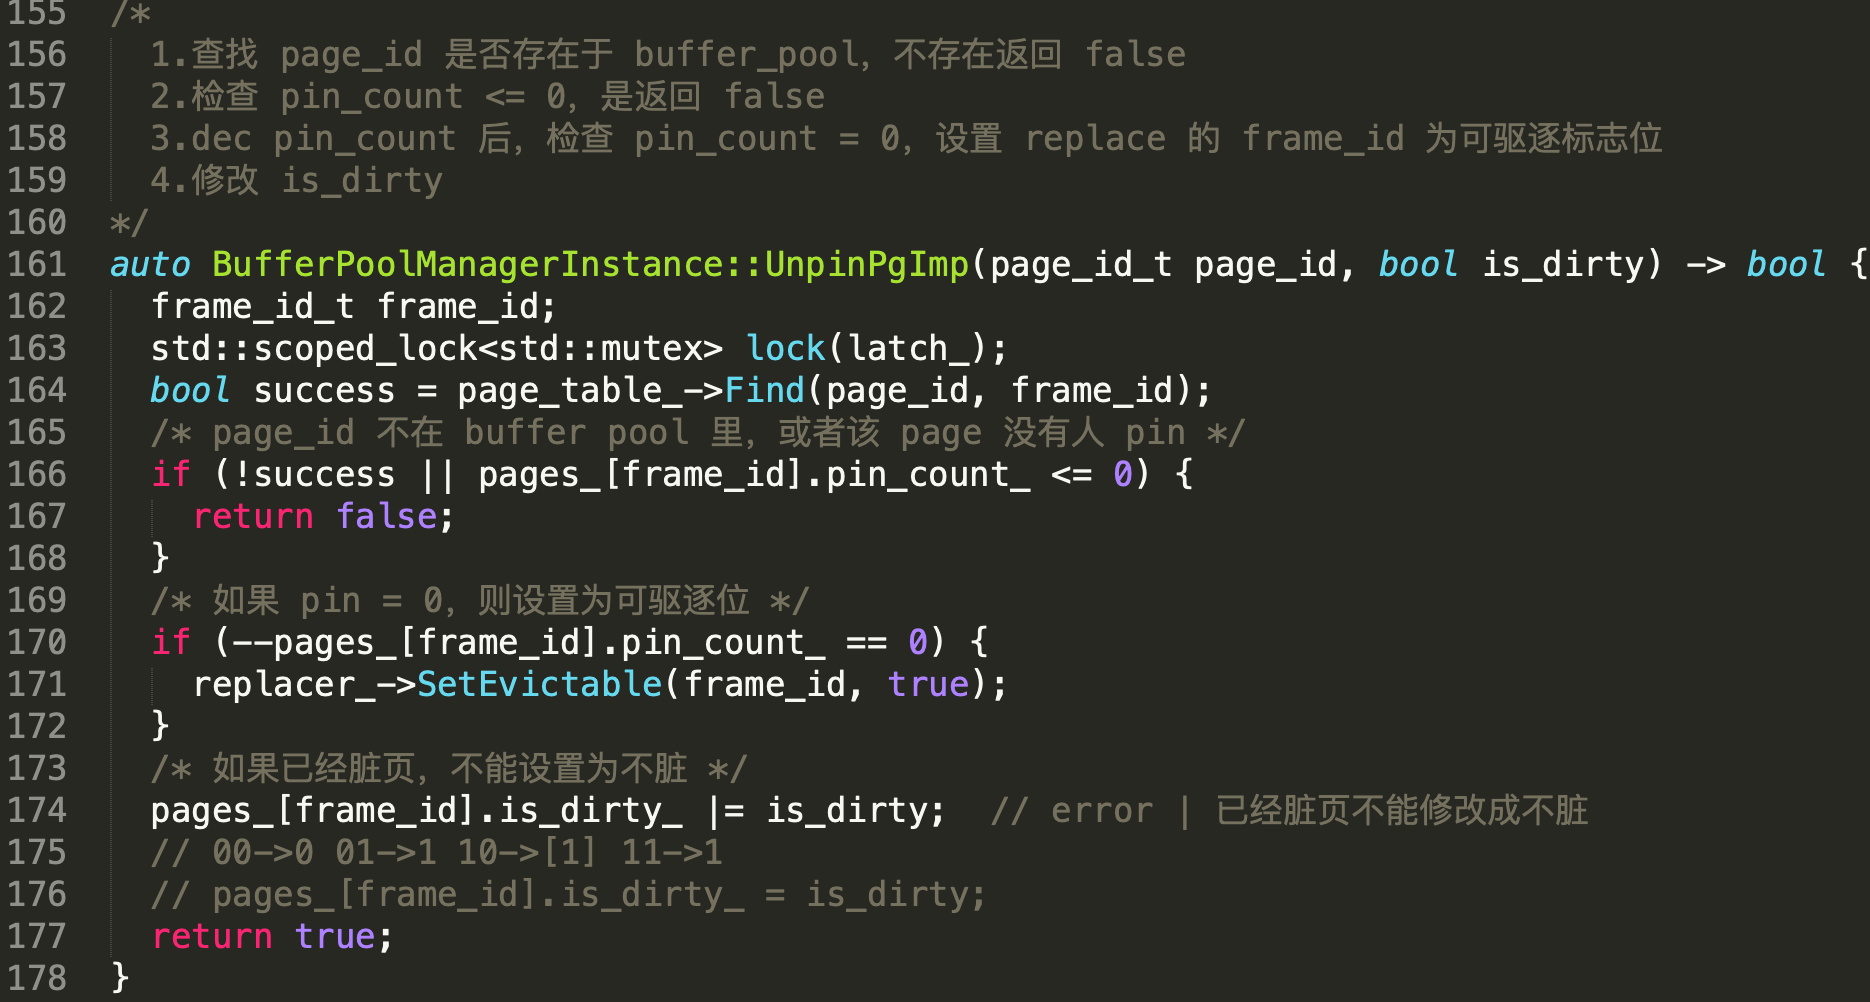 155 /*
156 1.查找 page_id 是否存在于 buffer_pool，不存在返回 false
157 2.检查 pin_count <= 0，是返回 false
158 3.dec pin_count 后，检查 pin_count = 0，设置 replace 的 frame_id 为可驱逐标志位
159 4.修改 is_dirty
160 */
161 auto BufferPoolManagerInstance::UnpinPgImp(page_id_t page_id, bool is_dirty) -> bool {
162 frame_id_t frame_id;
163 std::scoped_lock<std::mutex> lock(latch_);
164 bool success = page_table_->Find(page_id, frame_id);
165 /* page_id 不在 buffer pool 里，或者该 page 没有人 pin */
166 if (!success || pages_[frame_id].pin_count_ <= 0) {
167 return false;
168 }
169 /* 如果 pin = 0，则设置为可驱逐位 */
170 if (--pages_[frame_id].pin_count_ == 0) {
171 replacer_->SetEvictable(frame_id, true);
172 }
173 /* 如果已经脏页，不能设置为不脏 */
174 pages_[frame_id].is_dirty_ |= is_dirty; // error | 已经脏页不能修改成不脏
175 // 00->0 01->1 10->[1] 11->1
176 // pages_[frame_id].is_dirty_ = is_dirty;
177 return true;
178 }